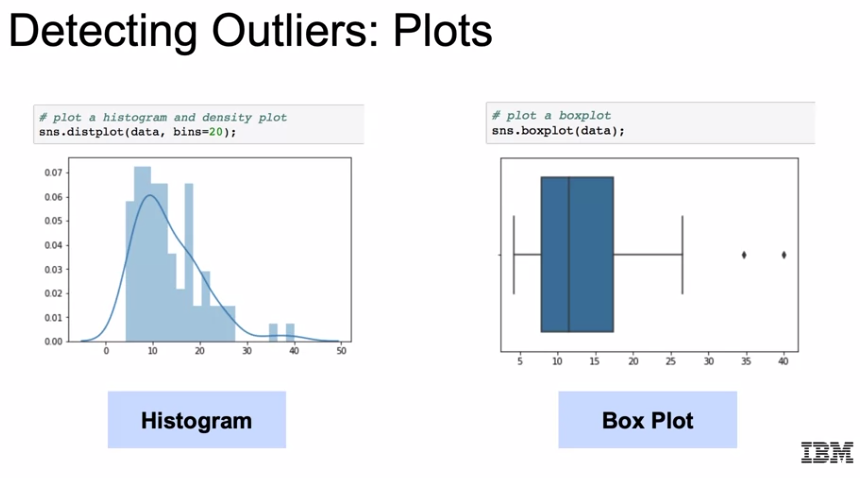 Detecting Outliers: Plots
# plot a histogram and density plot
sns.distplot(data, bins=20);
0.07
0.06
0.05
0.04
0.03
0.02
0.01
0.00
0 10 20 30 40 50
Histogram
# plot a boxplot
sns.boxplot(data);
5 10 15 20 25 30 35 40
Box Plot
IBM